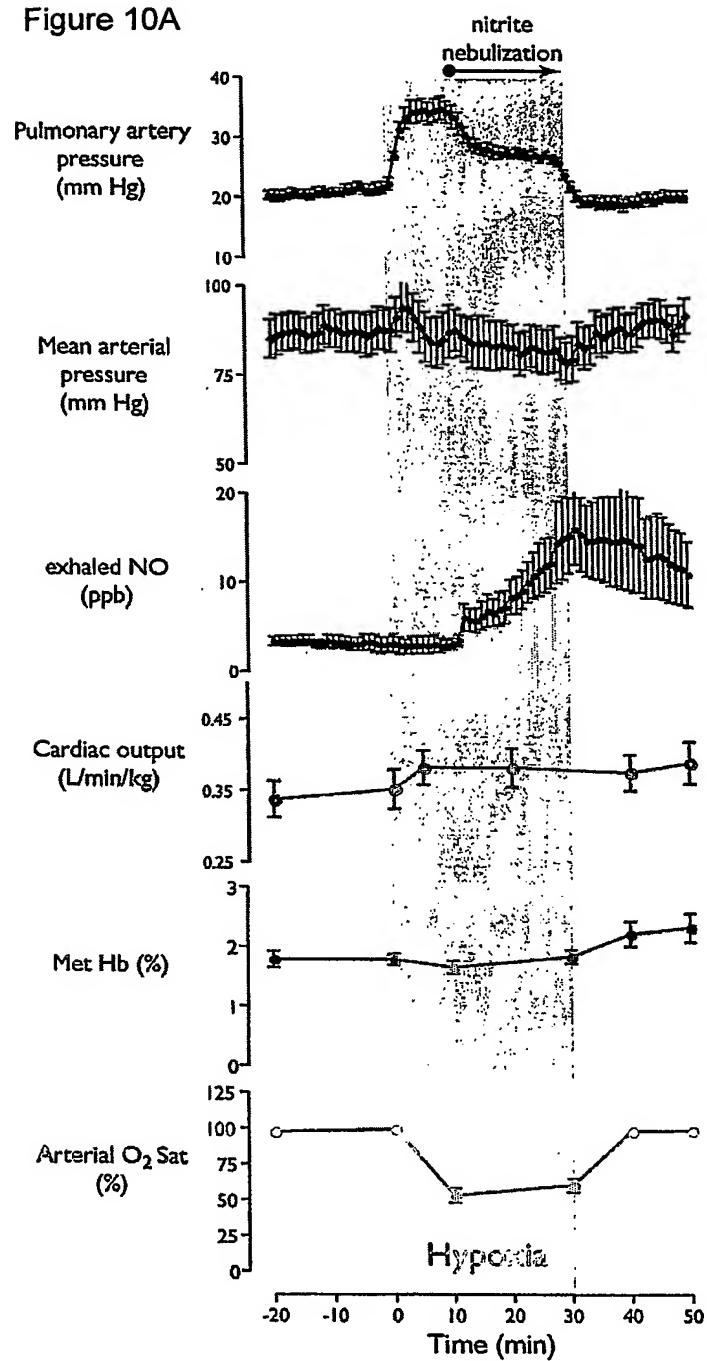 Figure 10A
nitrite
nebulization
Pulmonary artery
pressure
(mm Hg)
40
30
20
10
Mean arterial
pressure
(mm Hg)
100
75
50
exhaled NO
(ppb)
20
10
0
Cardiac output
(L/min/kg)
0.45
0.35
0.25
Met Hb (%)
3
2
1
0
Arterial O2 Sat
(%)
125
100
75
50
25
0
Hypoxia
-20 -10 0 10 20 30 40 50
Time (min)